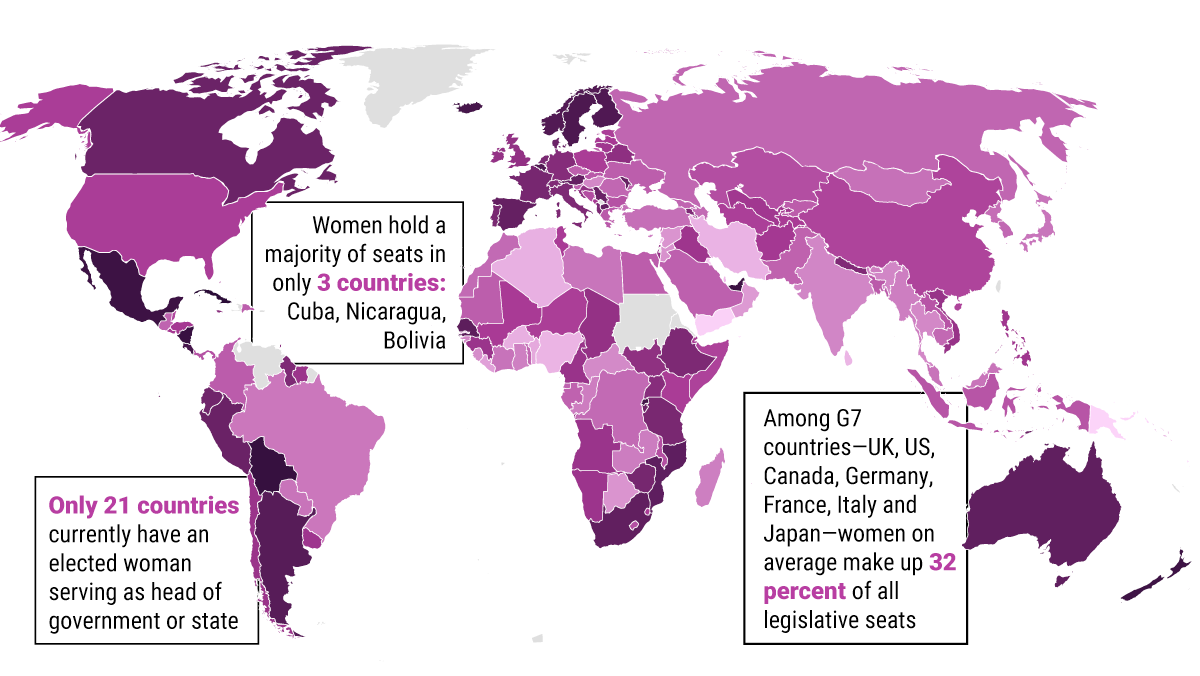 Women hold a
majority of seats in
only 3 countries:
Cuba, Nicaragua,
Bolivia
Only 21 countries
currently have an
elected woman
serving as head of
government or state
Among G7
countries—UK, US,
Canada, Germany,
France, Italy and
Japan—women on
average make up 32
percent of all
legislative seats